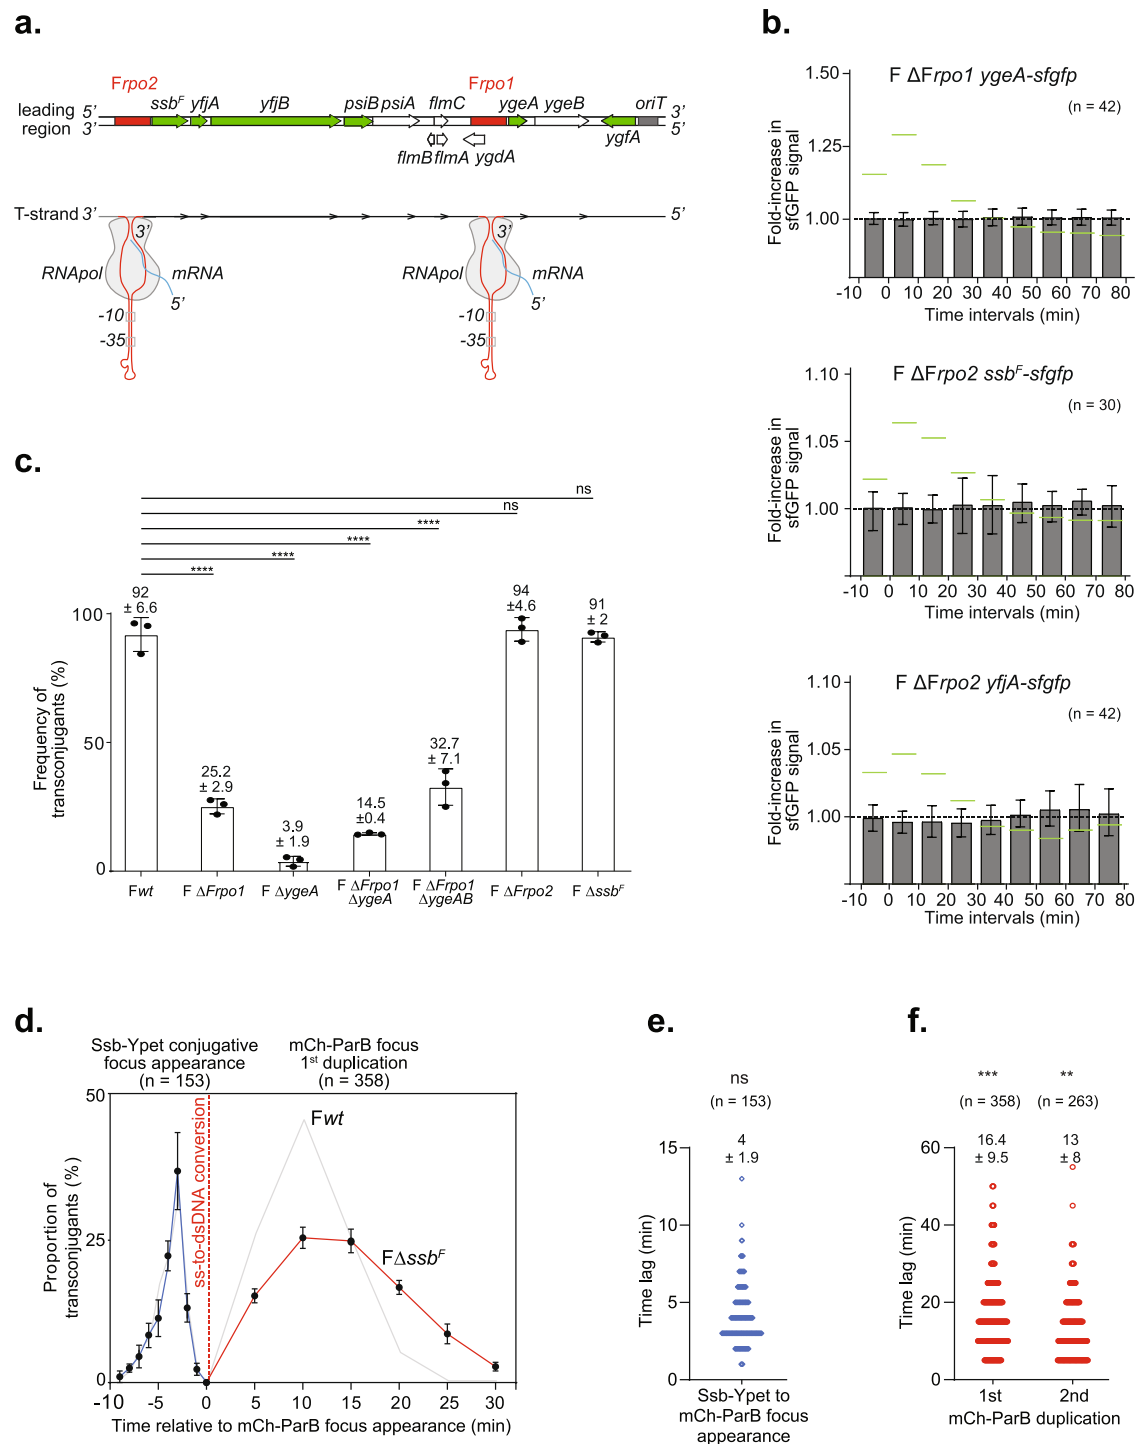 a.
Frpo2
Frpo1
ssbF yfjA yfjB psiB psiA flmC ygeA ygeB oriT
leading region
5’
3’
3’
5’
flmB flmA ygdA
ygfA
T-strand 3’
5’
3’
3’
RNApol
mRNA
RNApol
mRNA
5’
5’
-10
-10
-35
-35
b.
F ΔFrpo1 ygeA-sfgfp
(n = 42)
Fold-increase in
sfGFP signal
1.50
1.25
1.00
-10 0 10 20 30 40 50 60 70 80
Time intervals (min)
F ΔFrpo2 ssbF-sfgfp
(n = 30)
Fold-increase in
sfGFP signal
1.10
1.05
1.00
-10 0 10 20 30 40 50 60 70 80
Time intervals (min)
F ΔFrpo2 yfjA-sfgfp
(n = 42)
Fold-increase in
sfGFP signal
1.10
1.05
1.00
-10 0 10 20 30 40 50 60 70 80
Time intervals (min)
c.
ns
ns
****
****
****
****
Frequency of
transconjugants (%)
100
50
0
92
± 6.6
25.2
± 2.9
3.9
± 1.9
14.5
±0.4
32.7
± 7.1
94
±4.6
91
± 2
Fwt
F ΔFrpo1
F ΔygeA
F ΔFrpo1
ΔygeA
F ΔFrpo1
ΔygeAB
F ΔFrpo2
F ΔssbF
d.
Ssb-Ypet conjugative
focus appearance
(n = 153)
mCh-ParB focus
1st duplication
(n = 358)
Proportion of
transconjugants (%)
50
25
0
ss-to-dsDNA conversion
Fwt
FΔssbF
-10 -5 0 5 10 15 20 25 30
Time relative to mCh-ParB focus appearance (min)
e.
ns
(n = 153)
4
± 1.9
Time lag (min)
15
10
5
0
Ssb-Ypet to
mCh-ParB focus
appearance
f.
*** **
(n = 358) (n = 263)
16.4
± 9.5
13
± 8
Time lag (min)
60
40
20
0
1st 2nd
mCh-ParB duplication